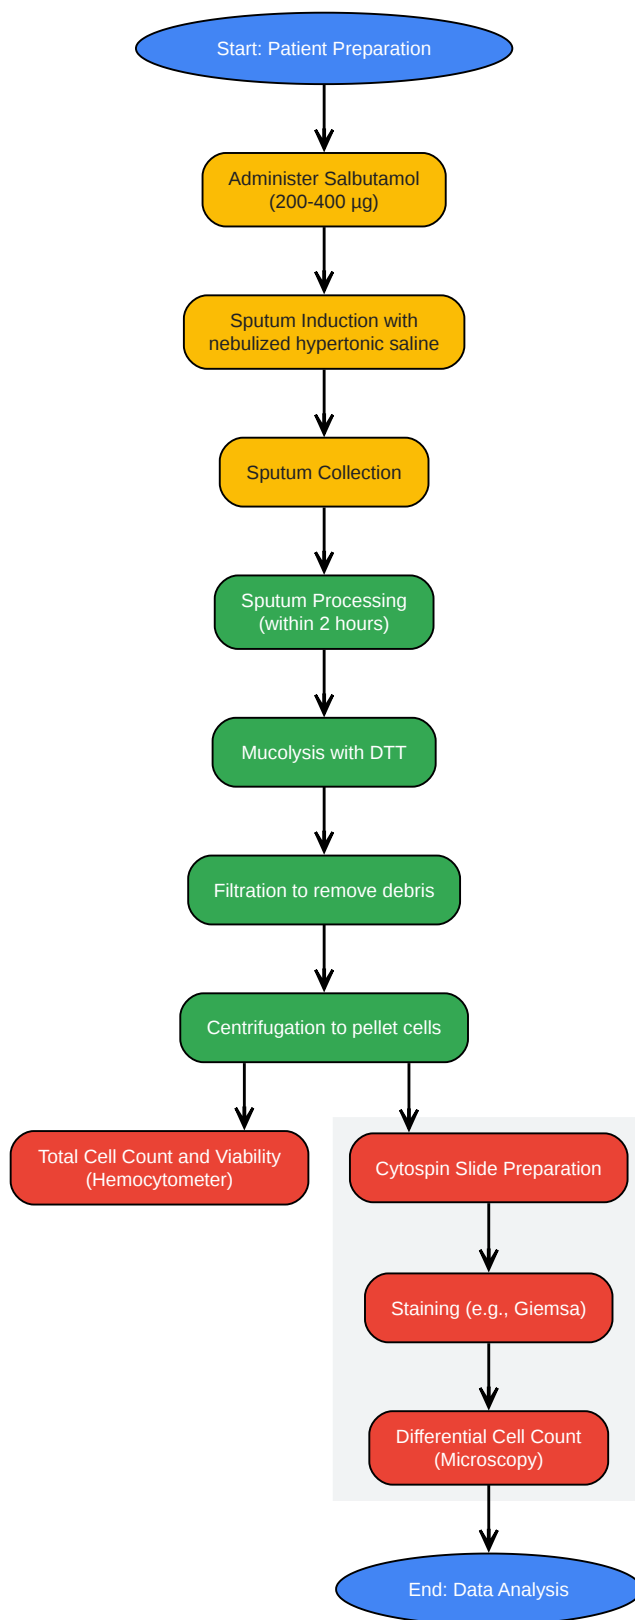 Start: Patient Preparation
Administer Salbutamol
(200-400 µg)
Sputum Induction with
nebulized hypertonic saline
Sputum Collection
Sputum Processing
(within 2 hours)
Mucolysis with DTT
Filtration to remove debris
Centrifugation to pellet cells
Total Cell Count and Viability
(Hemocytometer)
Cytospin Slide Preparation
Staining (e.g., Giemsa)
Differential Cell Count
(Microscopy)
End: Data Analysis